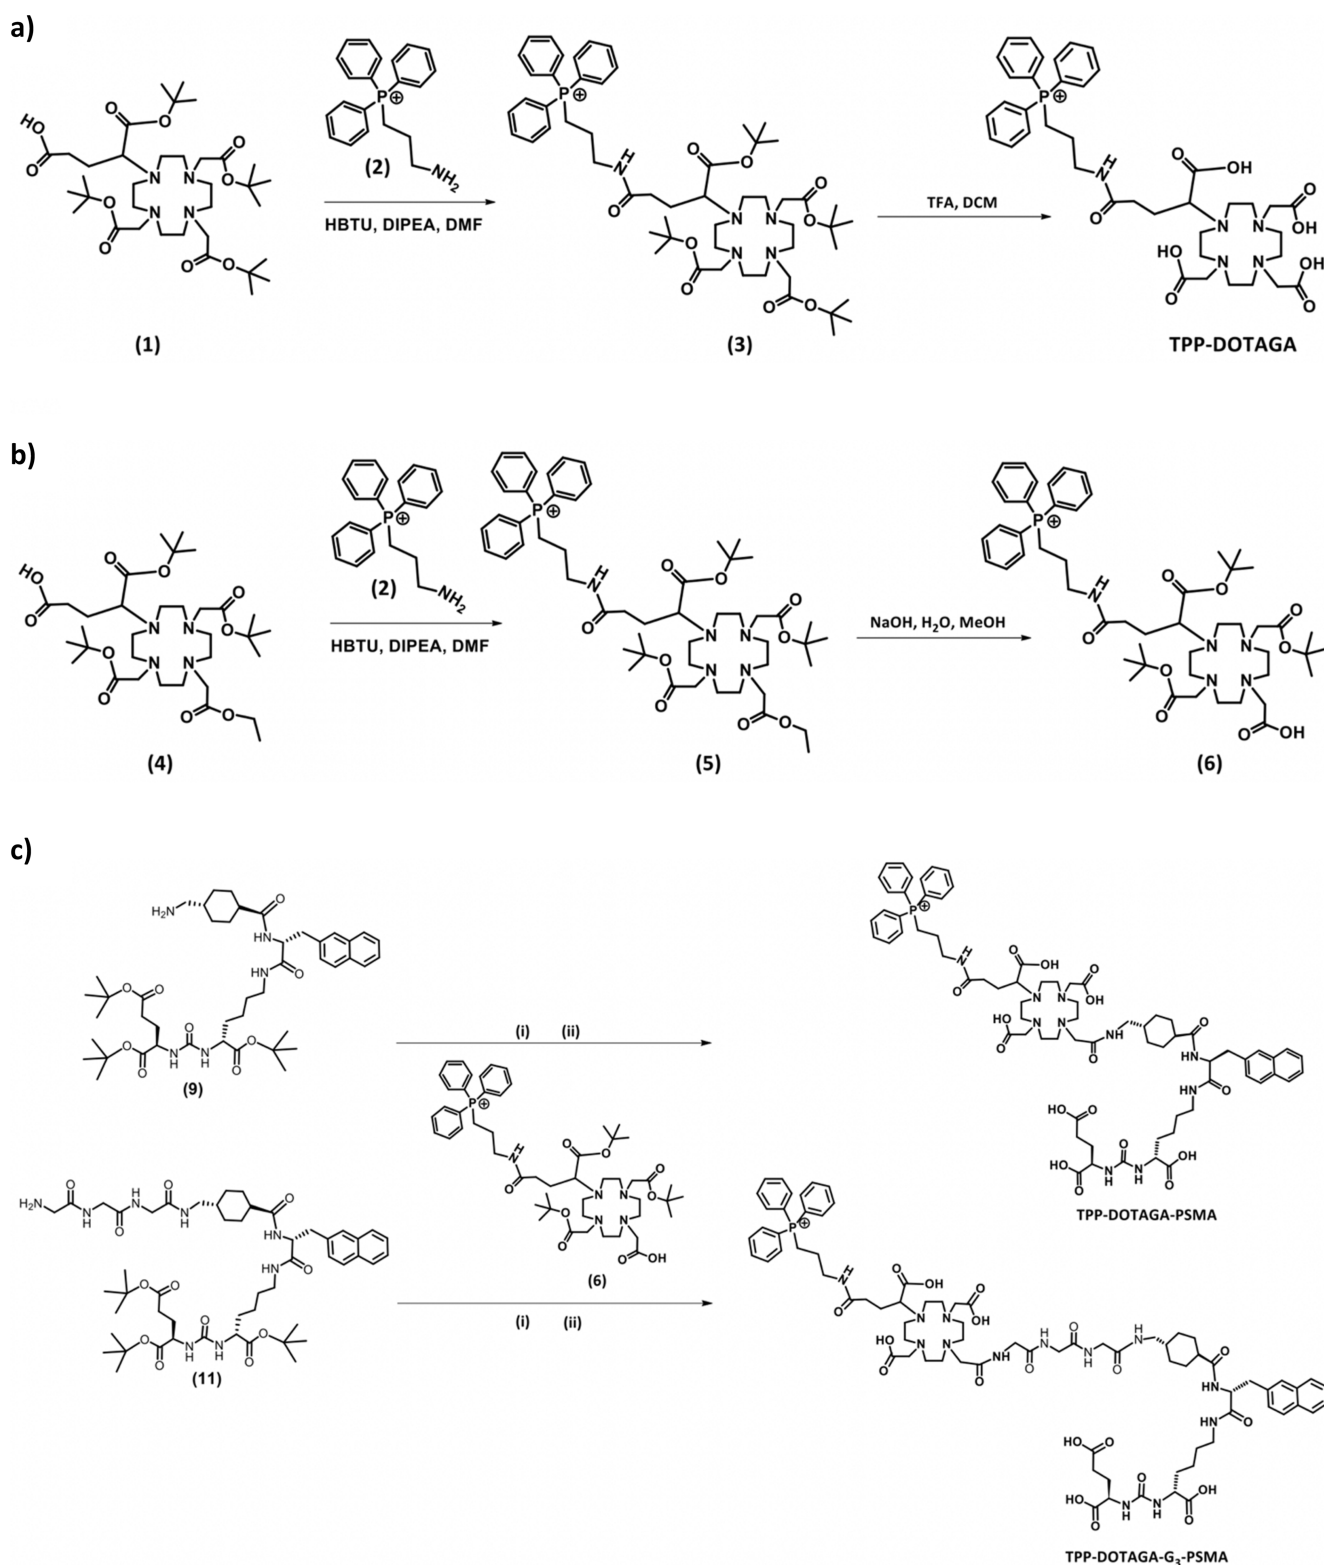 a)
(2)
HBTU, DIPEA, DMF
TFA, DCM
(1)
(3)
TPP-DOTAGA
b)
(2)
HBTU, DIPEA, DMF
NaOH, H2O, MeOH
(4)
(5)
(6)
c)
(9)
(i) (ii)
TPP-DOTAGA-PSMA
(6)
(i) (ii)
(11)
TPP-DOTAGA-G3-PSMA